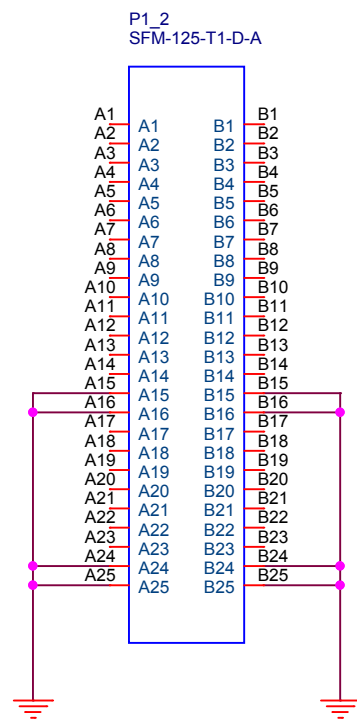 P1_2
SFM-125-T1-D-A
A1 A1 B1 B1
A2 A2 B2 B2
A3 A3 B3 B3
A4 A4 B4 B4
A5 A5 B5 B5
A6 A6 B6 B6
A7 A7 B7 B7
A8 A8 B8 B8
A9 A9 B9 B9
A10 A10 B10 B10
A11 A11 B11 B11
A12 A12 B12 B12
A13 A13 B13 B13
A14 A14 B14 B14
A15 A15 B15 B15
A16 A16 B16 B16
A17 A17 B17 B17
A18 A18 B18 B18
A19 A19 B19 B19
A20 A20 B20 B20
A21 A21 B21 B21
A22 A22 B22 B22
A23 A23 B23 B23
A24 A24 B24 B24
A25 A25 B25 B25